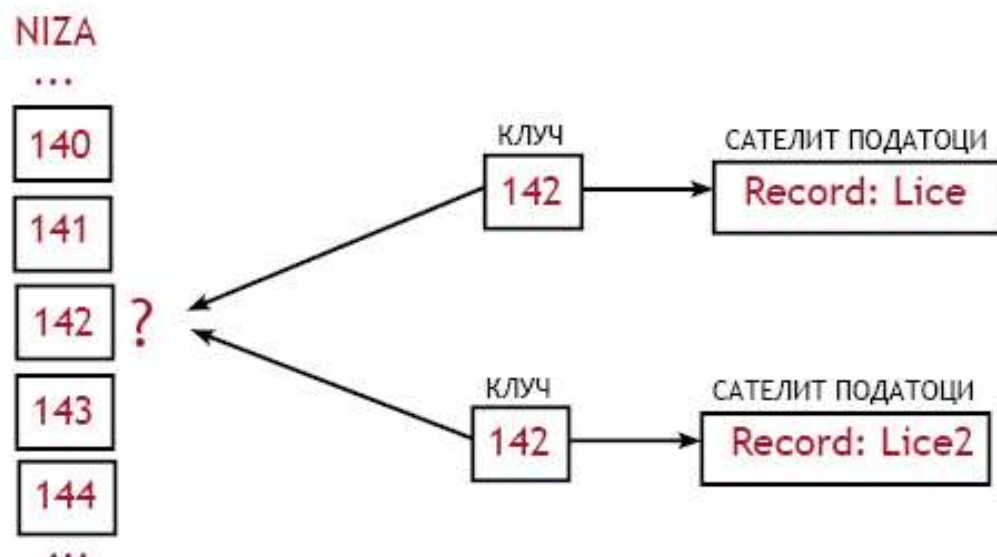 NIZA
...
140
141
142 ?
143
144
...
КЛУЧ
142
САТЕЛИТ ПОДАТОЦИ
Record: Lice
КЛУЧ
142
САТЕЛИТ ПОДАТОЦИ
Record: Lice2